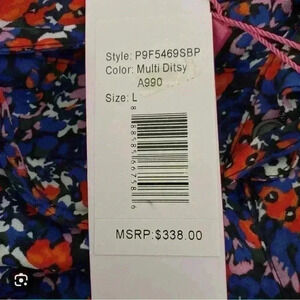 Style: P9F5469SBP
Color: Multi Ditsy
A990
Size: L
MSRP:$338.00